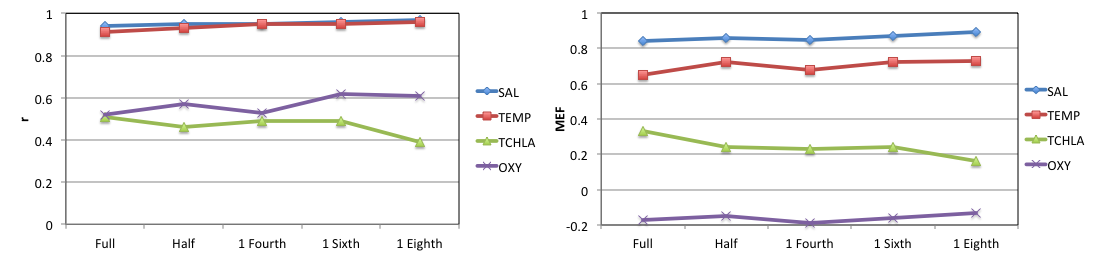 1
0.8
0.6
0.4
0.2
0
r
Full Half 1 Fourth 1 Sixth 1 Eighth
SAL
TEMP
TCHLA
OXY
1
0.8
0.6
0.4
0.2
0
-0.2
MEF
Full Half 1 Fourth 1 Sixth 1 Eighth
SAL
TEMP
TCHLA
OXY